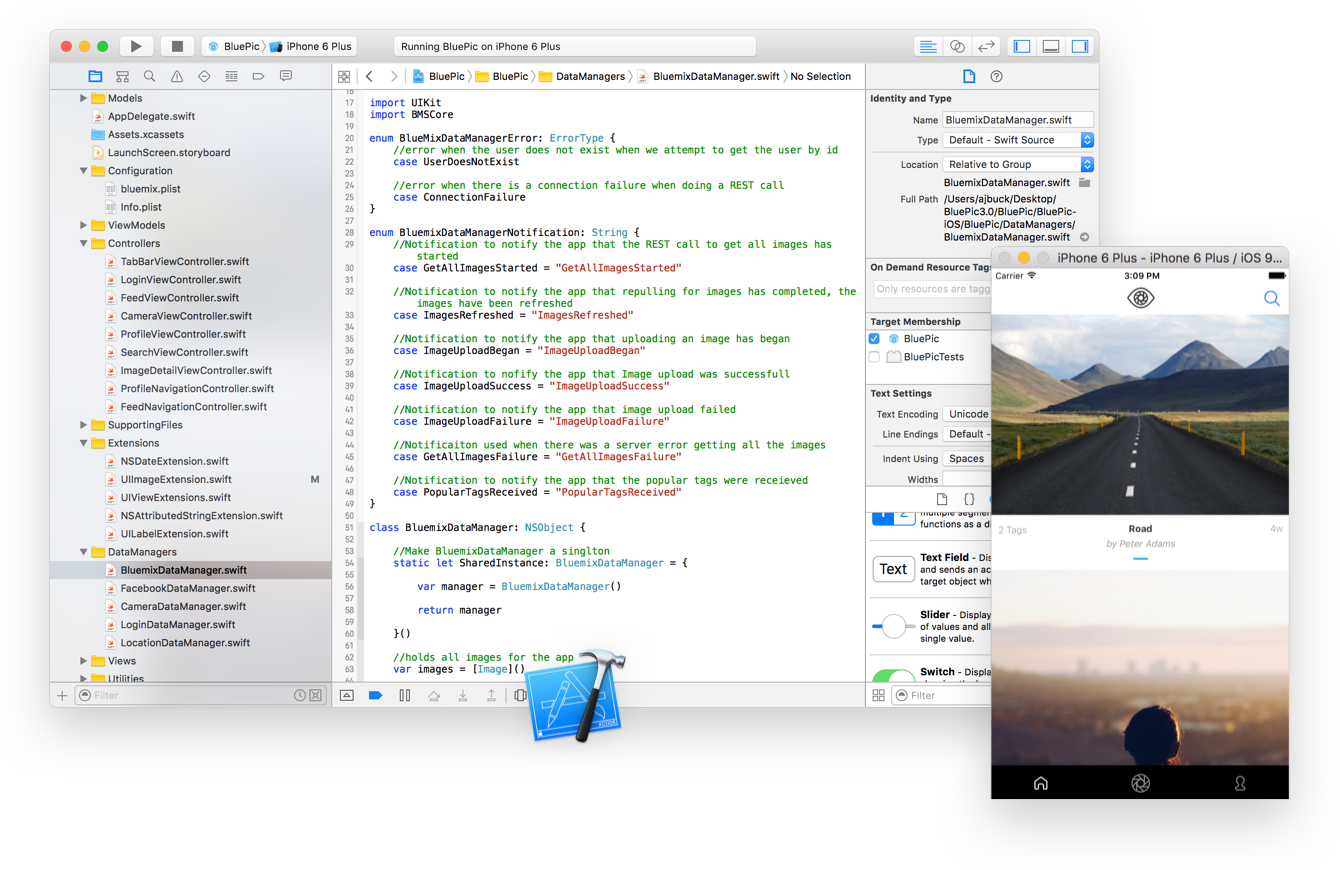 BluePic
iPhone 6 Plus
Running BluePic on iPhone 6 Plus
Models
AppDelegate.swift
Assets.xcassets
LaunchScreen.storyboard
Configuration
bluemix.plist
Info.plist
ViewModels
Controllers
TabBarViewController.swift
LoginViewController.swift
FeedViewController.swift
CameraViewController.swift
ProfileViewController.swift
SearchViewController.swift
ImageDetailViewController.swift
ProfileNavigationController.swift
FeedNavigationController.swift
SupportingFiles
Extensions
NSDateExtension.swift
UIImageExtension.swift M
UIViewExtensions.swift
NSAttributedStringExtension.swift
UILabelExtension.swift
DataManagers
BluemixDataManager.swift
FacebookDataManager.swift
CameraDataManager.swift
LoginDataManager.swift
LocationDataManager.swift
Views
Utilities
Filter
BluePic BluePic DataManagers BluemixDataManager.swift No Selection
16
17 import UIKit
18 import BMSCore
19
20 enum BlueMixDataManagerError: ErrorType {
21 //error when the user does not exist when we attempt to get the user by id
22 case UserDoesNotExist
23
24 //error when there is a connection failure when doing a REST call
25 case ConnectionFailure
26 }
27
28 enum BluemixDataManagerNotification: String {
29 //Notification to notify the app that the REST call to get all images has
started
30 case GetAllImagesStarted = "GetAllImagesStarted"
31
32 //Notification to notify the app that repulling for images has completed, the
images have been refreshed
33 case ImagesRefreshed = "ImagesRefreshed"
34
35 //Notification to notify the app that uploading an image has began
36 case ImageUploadBegan = "ImageUploadBegan"
37
38 //Notification to notify the app that Image upload was successfull
39 case ImageUploadSuccess = "ImageUploadSuccess"
40
41 //Notification to notify the app that image upload failed
42 case ImageUploadFailure = "ImageUploadFailure"
43
44 //Notificaiton used when there was a server error getting all the images
45 case GetAllImagesFailure = "GetAllImagesFailure"
46
47 //Notification to notify the app that the popular tags were receieved
48 case PopularTagsReceived = "PopularTagsReceived"
49 }
50
51 class BluemixDataManager: NSObject {
52
53 //Make BluemixDataManager a singlton
54 static let SharedInstance: BluemixDataManager = {
55
56 var manager = BluemixDataManager()
57
58 return manager
59
60 }()
61
62 //holds all images for the app
63 var images = [Image]()
64
XCODE
Identity and Type
Name BluemixDataManager.swift
Type Default - Swift Source
Location Relative to Group
BluemixDataManager.swift
Full Path /Users/ajbuck/Desktop/
BluePic3.0/BluePic/BluePic-
iOS/BluePic/DataManagers/
BluemixDataManager.swift
On Demand Resource Tags
Only resources are tagg
Target Membership
BluePic
BluePicTests
Text Settings
Text Encoding Unicode
Line Endings Default -
Indent Using Spaces
Widths
{}
1 2 multiple segmen
functions as a di
Text
Text Field - Dis
and sends an ac
target object wh
Slider - Display
of values and all
single value.
Switch - Display
Filter
iPhone 6 Plus - iPhone 6 Plus / iOS 9...
Carrier 3:09 PM
2 Tags Road 4w
by Peter Adams